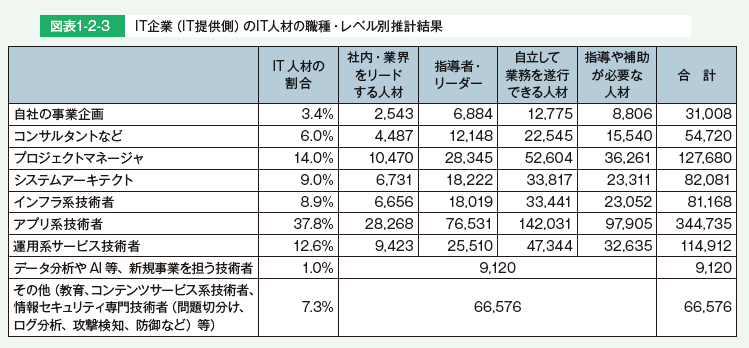 図表1-2-3 IT企業（IT提供側）のIT人材の職種・レベル別推計結果
IT人材の割合 社内・業界をリードする人材 指導者・リーダー 自立して業務を遂行できる人材 指導や補助が必要な人材 合 計
自社の事業企画 3.4% 2,543 6,884 12,775 8,806 31,008
コンサルタントなど 6.0% 4,487 12,148 22,545 15,540 54,720
プロジェクトマネージャ 14.0% 10,470 28,345 52,604 36,261 127,680
システムアーキテクト 9.0% 6,731 18,222 33,817 23,311 82,081
インフラ系技術者 8.9% 6,656 18,019 33,441 23,052 81,168
アプリ系技術者 37.8% 28,268 76,531 142,031 97,905 344,735
運用系サービス技術者 12.6% 9,423 25,510 47,344 32,635 114,912
データ分析やAI等、新規事業を担う技術者 1.0% 9,120 9,120
その他（教育、コンテンツサービス系技術者、
情報セキュリティ専門技術者（問題切分け、 7.3% 66,576 66,576
ログ分析、攻撃検知、防御など）等）